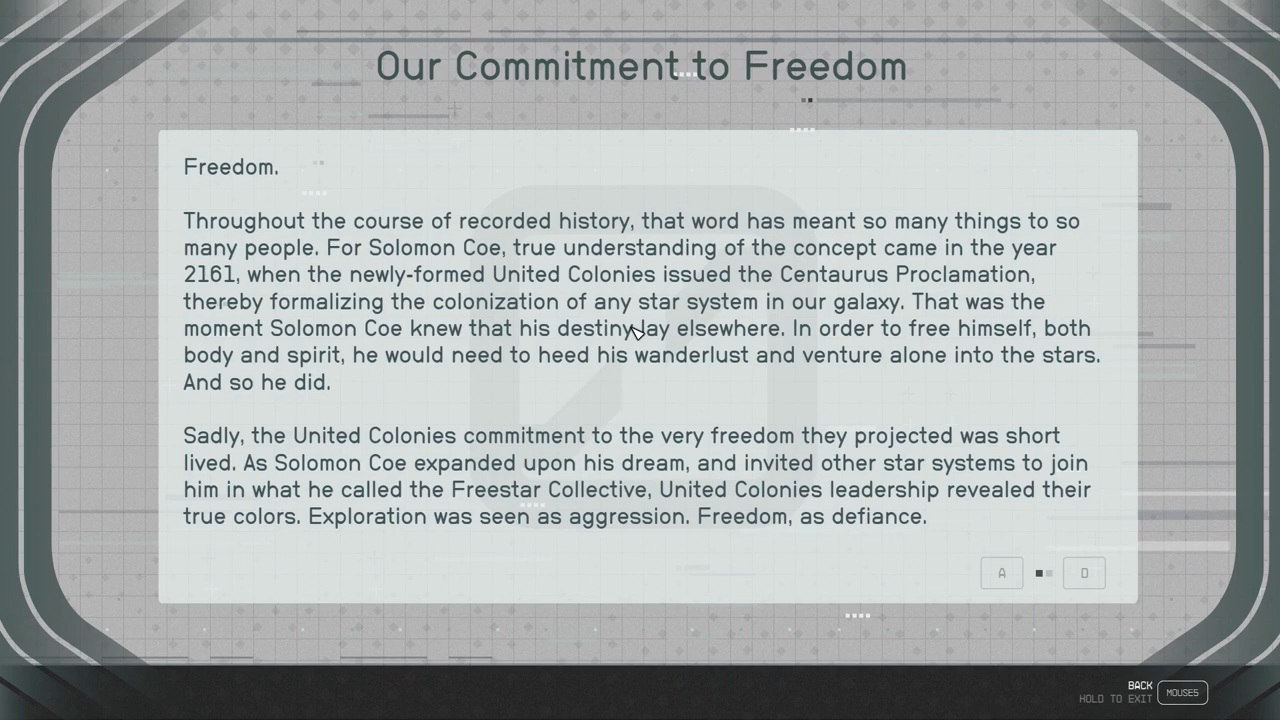 Our Commitment to Freedom
Freedom.
Throughout the course of recorded history, that word has meant so many things to so
many people. For Solomon Coe, true understanding of the concept came in the year
2161, when the newly-formed United Colonies issued the Centaurus Proclamation,
thereby formalizing the colonization of any star system in our galaxy. That was the
moment Solomon Coe knew that his destiny lay elsewhere. In order to free himself, both
body and spirit, he would need to heed his wanderlust and venture alone into the stars.
And so he did.
Sadly, the United Colonies commitment to the very freedom they projected was short
lived. As Solomon Coe expanded upon his dream, and invited other star systems to join
him in what he called the Freestar Collective, United Colonies leadership revealed their
true colors. Exploration was seen as aggression. Freedom, as defiance.
A D
BACK
HOLD TO EXIT MOUSE5